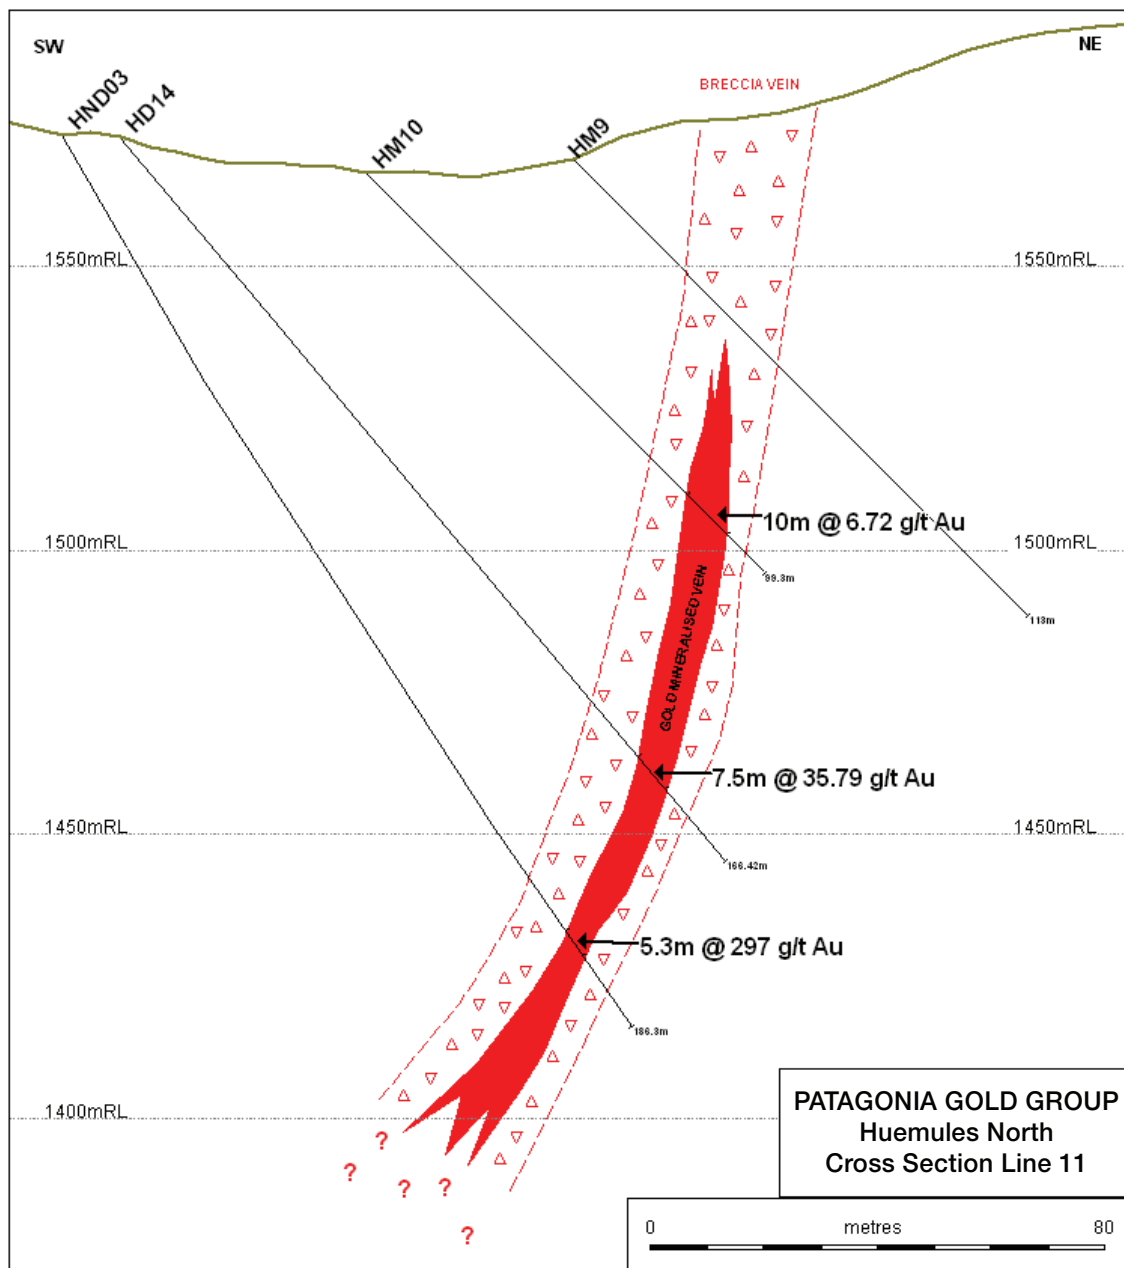 SW
NE
HND03
HD14
HM10
HM9
BRECCIA VEIN
1550mRL
1550mRL
10m @ 6.72 g/t Au
1500mRL
1500mRL
99.3m
113m
GOLD MINERALISED VEIN
7.5m @ 35.79 g/t Au
1450mRL
1450mRL
166.42m
5.3m @ 297 g/t Au
186.3m
1400mRL
PATAGONIA GOLD GROUP
Huemules North
Cross Section Line 11
?
?
?
?
?
0 metres 80